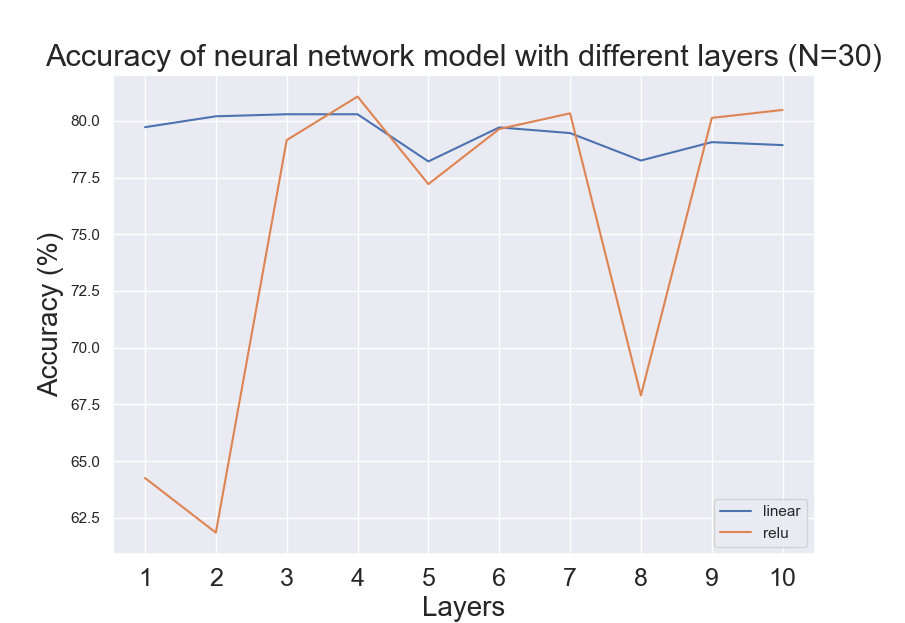 Accuracy of neural network model with different layers (N=30)
80.0
77.5
75.0
72.5
70.0
67.5
65.0
62.5
Accuracy (%)
linear
relu
1 2 3 4 5 6 7 8 9 10
Layers